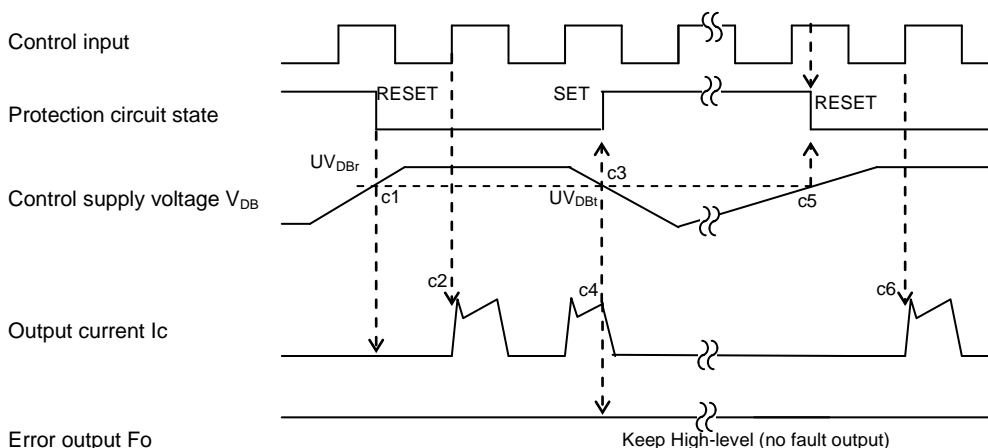 Control input
RESET
SET
RESET
Protection circuit state
UVDBr
c1
c3
Control supply voltage VDB
UVDBt
c5
c2
c4
c6
Output current Ic
Error output Fo
Keep High-level (no fault output)